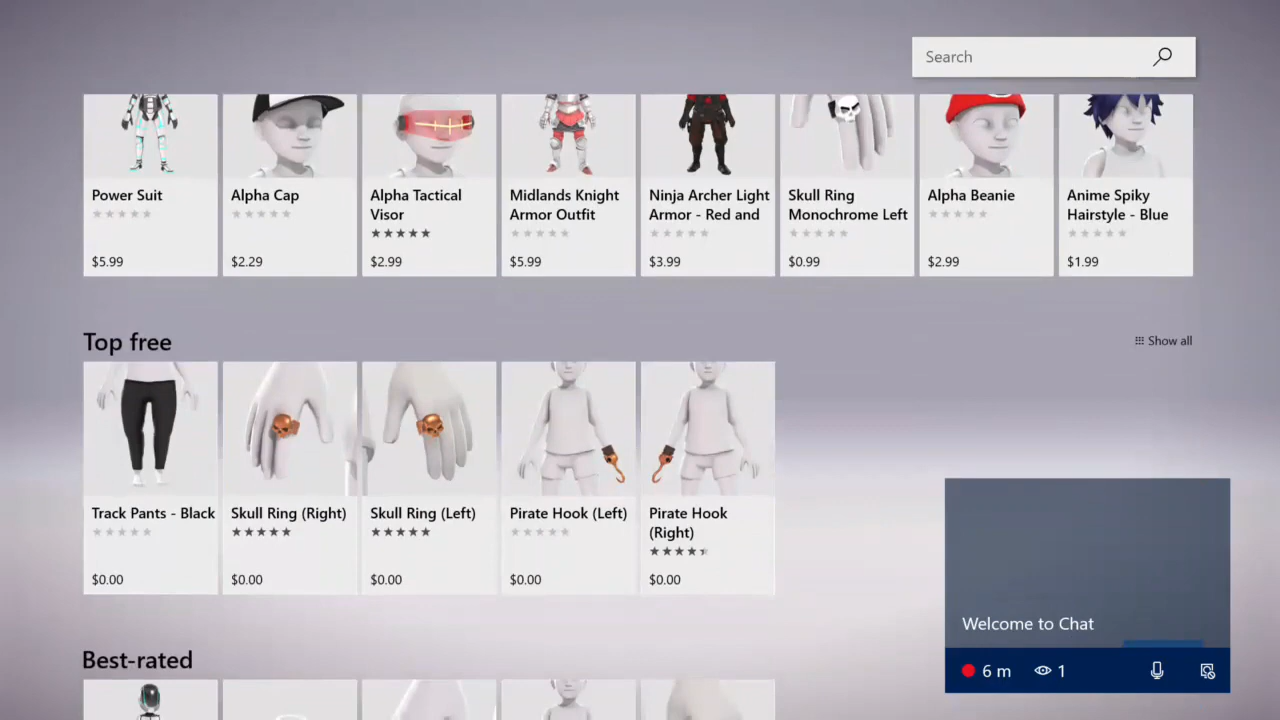 Search
Power Suit
$5.99
Alpha Cap
$2.29
Alpha Tactical
Visor
$2.99
Midlands Knight
Armor Outfit
$5.99
Ninja Archer Light
Armor - Red and
$3.99
Skull Ring
Monochrome Left
$0.99
Alpha Beanie
$2.99
Anime Spiky
Hairstyle - Blue
$1.99
Top free
Show all
Track Pants - Black
$0.00
Skull Ring (Right)
$0.00
Skull Ring (Left)
$0.00
Pirate Hook (Left)
$0.00
Pirate Hook
(Right)
$0.00
Best-rated
Welcome to Chat
6 m
1